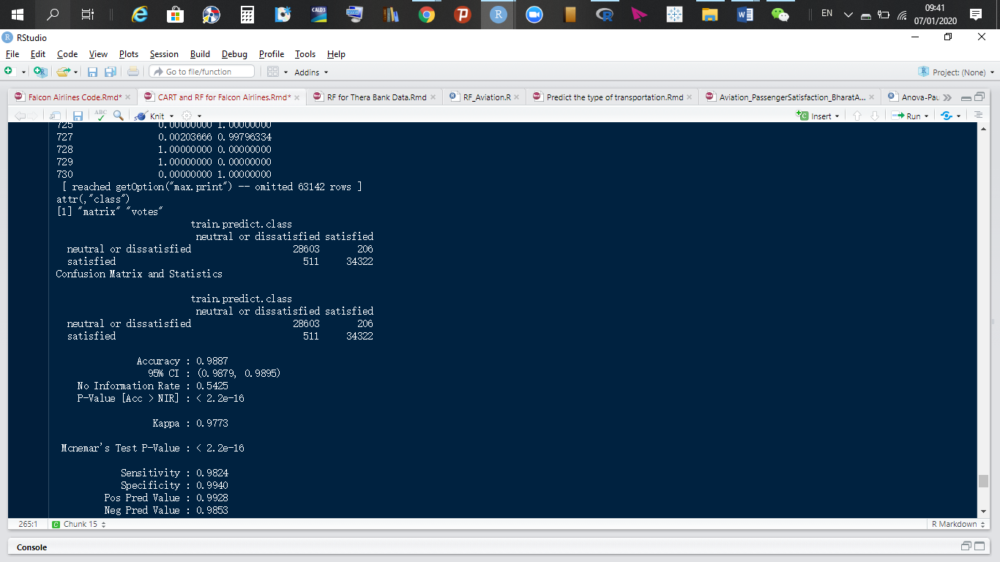 CALD3
EN
09:41
07/01/2020
RStudio
File Edit Code View Plots Session Build Debug Profile Tools Help
Go to file/function
Addins
Project: (None)
Falcon Airlines Code.Rmd*
CART and RF for Falcon Airlines.Rmd*
RF for Thera Bank Data.Rmd
RF_Aviation.R
Predict the type of transportation.Rmd
Aviation_PassengerSatisfaction_BharatA...
Anova-Pau
ABC
Knit
Insert
Run
725 0.00000000 1.00000000
727 0.00203666 0.99796334
728 1.00000000 0.00000000
729 1.00000000 0.00000000
730 0.00000000 1.00000000
[ reached getOption("max.print") -- omitted 63142 rows ]
attr(,"class")
[1] "matrix" "votes"
train.predict.class
neutral or dissatisfied satisfied
neutral or dissatisfied 28603 206
satisfied 511 34322
Confusion Matrix and Statistics
train.predict.class
neutral or dissatisfied satisfied
neutral or dissatisfied 28603 206
satisfied 511 34322
Accuracy : 0.9887
95% CI : (0.9879, 0.9895)
No Information Rate : 0.5425
P-Value [Acc > NIR] : < 2.2e-16
Kappa : 0.9773
Mcnemar's Test P-Value : < 2.2e-16
Sensitivity : 0.9824
Specificity : 0.9940
Pos Pred Value : 0.9928
Neg Pred Value : 0.9853
265:1
Chunk 15
R Markdown
Console